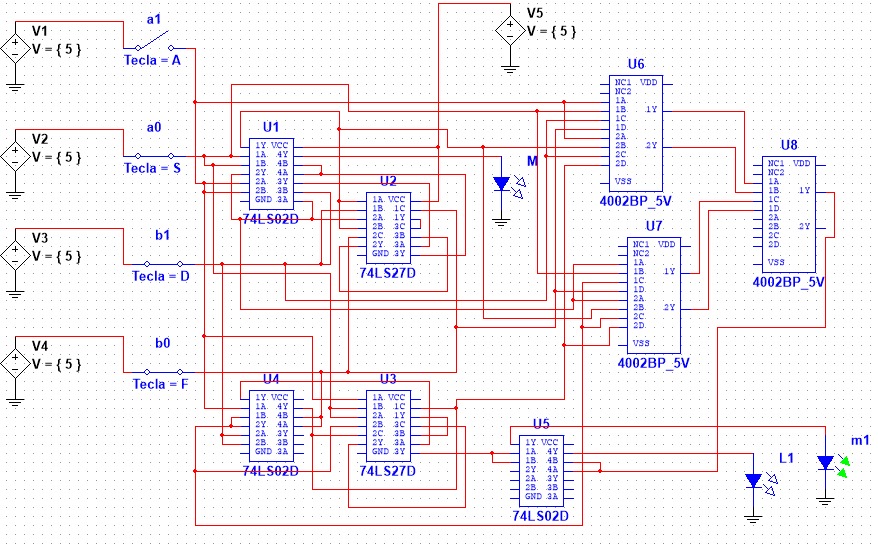 V1
V = { 5 }
a1
Tecla = A
V5
V = { 5 }
V2
V = { 5 }
a0
Tecla = S
V3
V = { 5 }
b1
Tecla = D
V4
V = { 5 }
b0
Tecla = F
U1
1Y VCC
1A 4Y
1B 4B
2Y 4A
2A 3Y
2B 3B
GND 3A
74LS02D
U2
1A VCC
1B 1C
2A 1Y
2B 3C
2C 3B
2Y 3A
GND 3Y
74LS27D
M
U6
NC1 VDD
NC2
1A
1B 1Y
1C
1D
2A
2B 2Y
2C
2D
VSS
4002BP_5V
U8
NC1 VDD
NC2
1A
1B 1Y
1C
1D
2A
2B 2Y
2C
2D
VSS
4002BP_5V
U7
NC1 VDD
NC2
1A
1B 1Y
1C
1D
2A
2B 2Y
2C
2D
VSS
4002BP_5V
U4
1Y VCC
1A 4Y
1B 4B
2Y 4A
2A 3Y
2B 3B
GND 3A
74LS02D
U3
1A VCC
1B 1C
2A 1Y
2B 3C
2C 3B
2Y 3A
GND 3Y
74LS27D
U5
1Y VCC
1A 4Y
1B 4B
2Y 4A
2A 3Y
2B 3B
GND 3A
74LS02D
L1
m1